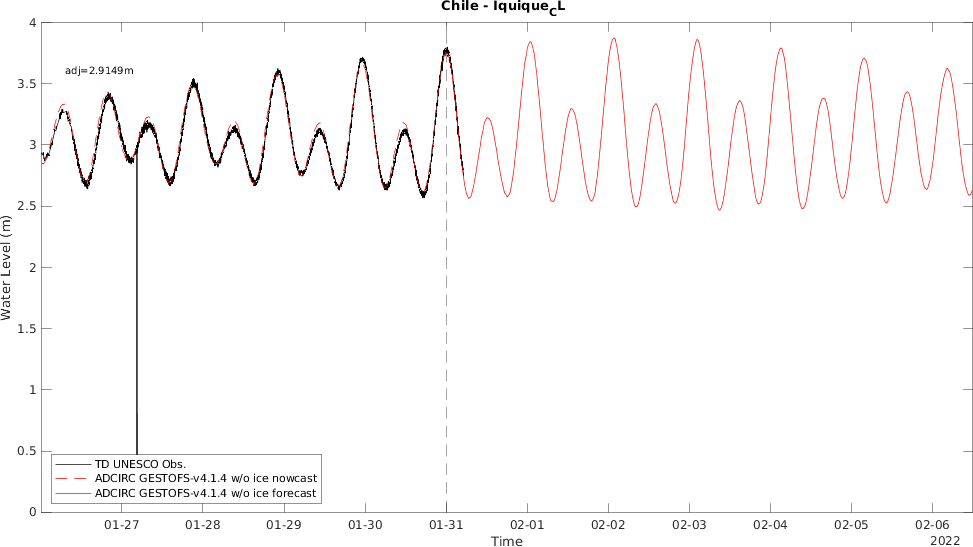 Chile - IquiqueCL
adj=2.9149m
4
3.5
3
2.5
2
1.5
1
0.5
0
Water Level (m)
TD UNESCO Obs.
ADCIRC GESTOFS-v4.1.4 w/o ice nowcast
ADCIRC GESTOFS-v4.1.4 w/o ice forecast
01-27 01-28 01-29 01-30 01-31 02-01 02-02 02-03 02-04 02-05 02-06
Time
2022